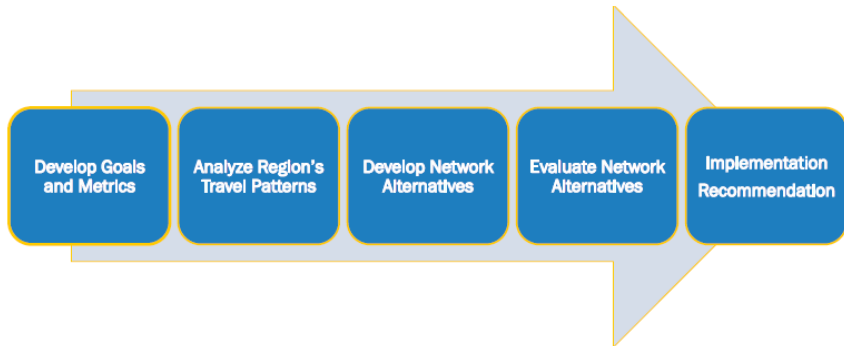 Develop Goals
and Metrics
Analyze Region's
Travel Patterns
Develop Network
Alternatives
Evaluate Network
Alternatives
Implementation
Recommendation